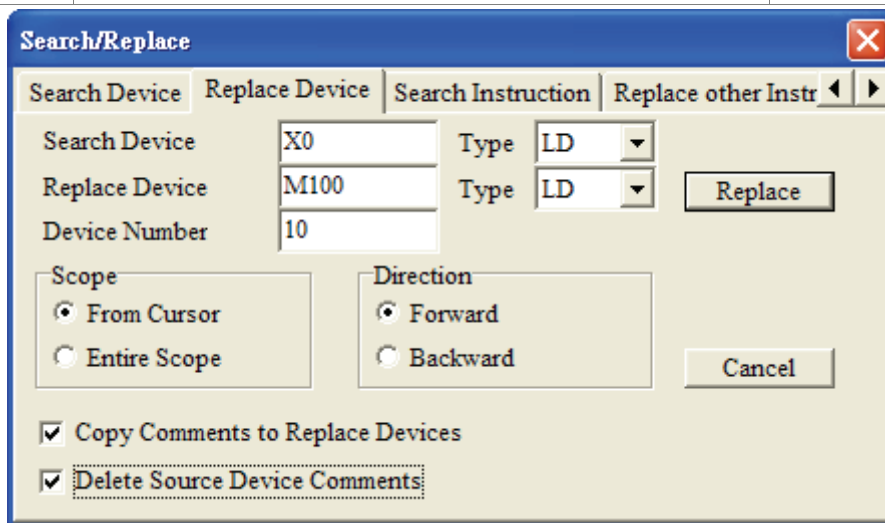 Search/Replace
Search Device Replace Device Search Instruction Replace other Instr
Search Device X0 Type LD
Replace Device M100 Type LD Replace
Device Number 10
Scope Direction
From Cursor Forward
Entire Scope Backward Cancel
Copy Comments to Replace Devices
Delete Source Device Comments